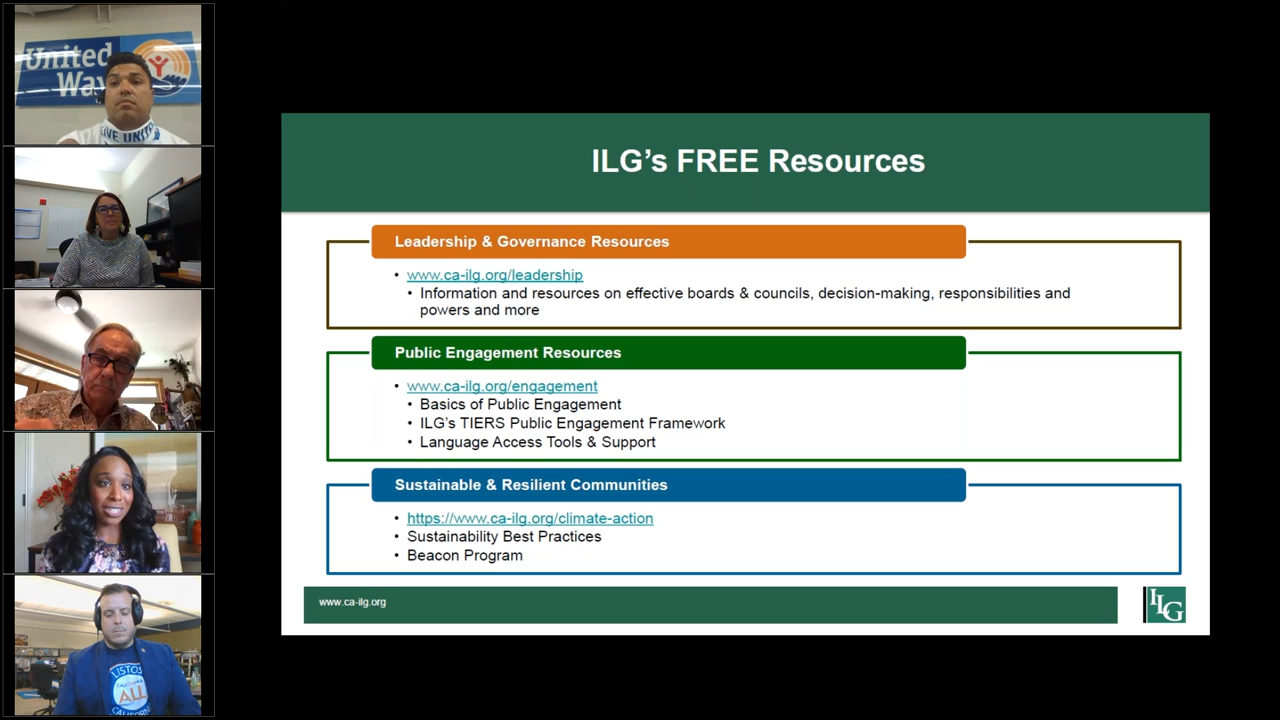 United
Way
LIVE UNITED
LISTOS
CALIFORNIA
ALL
CALIFORNIA
ILG's FREE Resources
Leadership & Governance Resources
• www.ca-ilg.org/leadership
• Information and resources on effective boards & councils, decision-making, responsibilities and
powers and more
Public Engagement Resources
• www.ca-ilg.org/engagement
• Basics of Public Engagement
• ILG's TIERS Public Engagement Framework
• Language Access Tools & Support
Sustainable & Resilient Communities
• https://www.ca-ilg.org/climate-action
• Sustainability Best Practices
• Beacon Program
www.ca-ilg.org
ILG